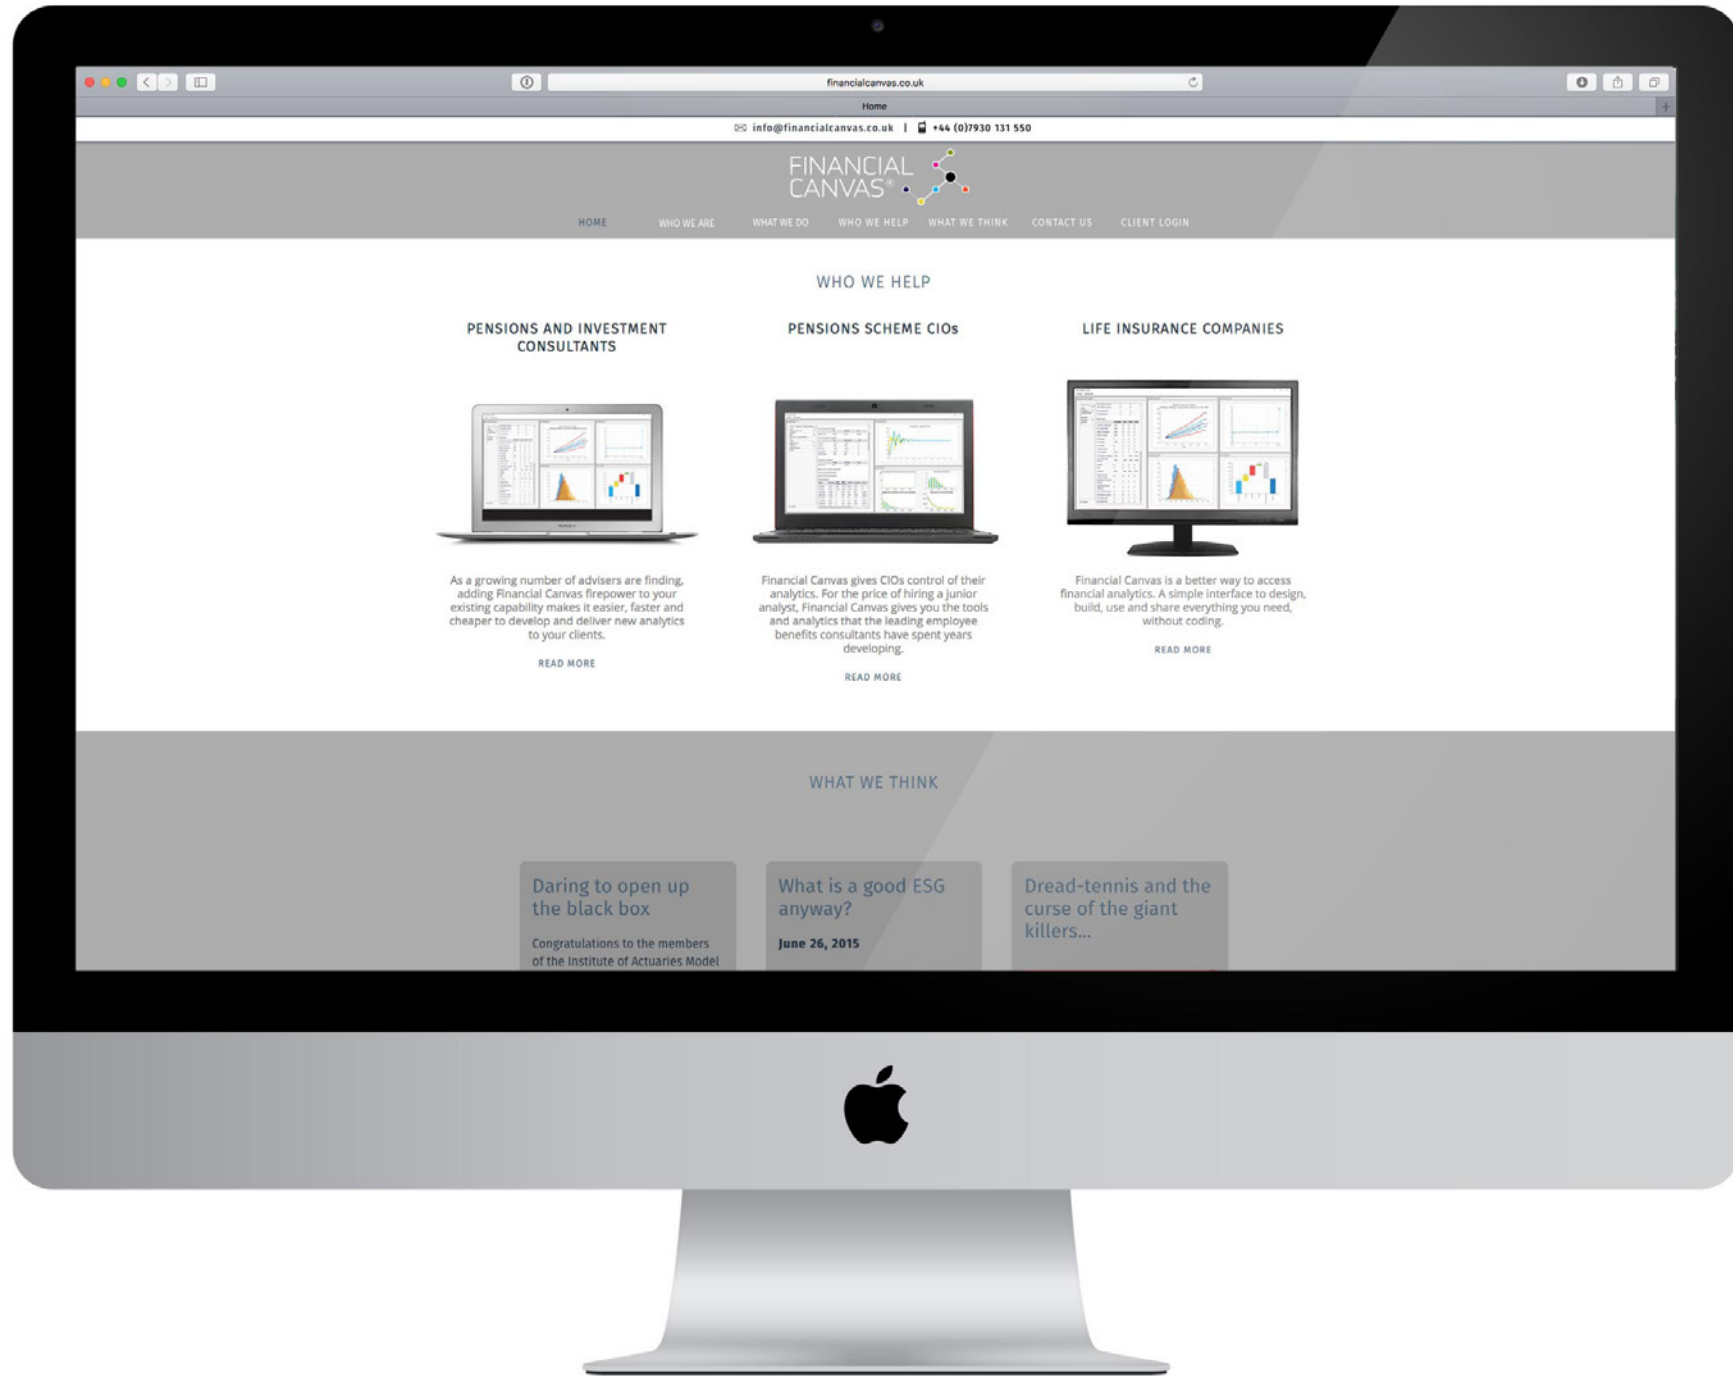 financialcanvas.co.uk
Home
info@financialcanvas.co.uk | +44 (0)7930 131 550
FINANCIAL
CANVAS®
HOME WHO WE ARE WHAT WE DO WHO WE HELP WHAT WE THINK CONTACT US CLIENT LOGIN
WHO WE HELP
PENSIONS AND INVESTMENT
CONSULTANTS
As a growing number of advisers are finding,
adding Financial Canvas firepower to your
existing capability makes it easier, faster and
cheaper to develop and deliver new analytics
to your clients.
READ MORE
PENSIONS SCHEME CIOs
Financial Canvas gives CIOs control of their
analytics. For the price of hiring a junior
analyst, Financial Canvas gives you the tools
and analytics that the leading employee
benefits consultants have spent years
developing.
READ MORE
LIFE INSURANCE COMPANIES
Financial Canvas is a better way to access
financial analytics. A simple interface to design,
build, use and share everything you need,
without coding.
READ MORE
WHAT WE THINK
Daring to open up
the black box
Congratulations to the members
of the Institute of Actuaries Model
What is a good ESG
anyway?
June 26, 2015
Dread-tennis and the
curse of the giant
killers...